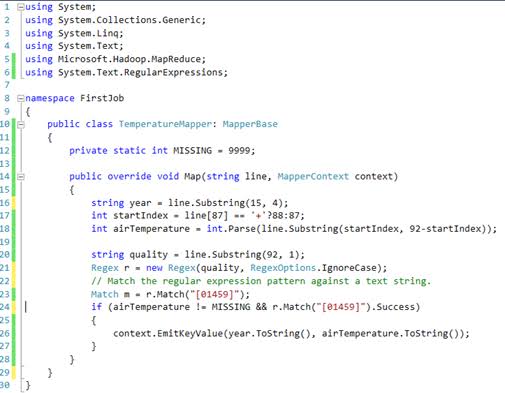 1 using System;
2 using System.Collections.Generic;
3 using System.Linq;
4 using System.Text;
5 using Microsoft.Hadoop.MapReduce;
6 using System.Text.RegularExpressions;
7
8 namespace FirstJob
9 {
10     public class TemperatureMapper: MapperBase
11     {
12         private static int MISSING = 9999;
13
14         public override void Map(string line, MapperContext context)
15         {
16             string year = line.Substring(15, 4);
17             int startIndex = line[87] == '+'?88:87;
18             int airTemperature = int.Parse(line.Substring(startIndex, 92-startIndex));
19
20             string quality = line.Substring(92, 1);
21             Regex r = new Regex(quality, RegexOptions.IgnoreCase);
22             // Match the regular expression pattern against a text string.
23             Match m = r.Match("[01459]");
24             if (airTemperature != MISSING && r.Match("[01459]").Success)
25             {
26                 context.EmitKeyValue(year.ToString(), airTemperature.ToString());
27             }
28         }
29     }
30 }